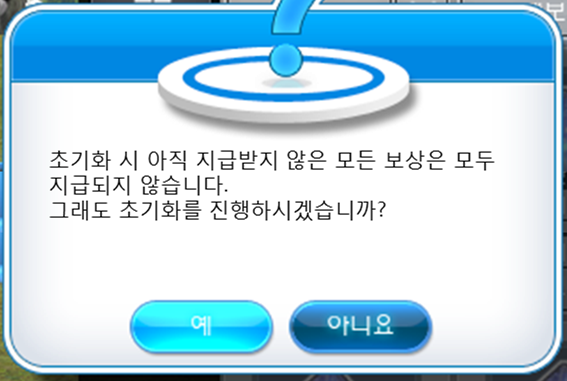 초기화 시 아직 지급받지 않은 모든 보상은 모두
지급되지 않습니다.
그래도 초기화를 진행하시겠습니까?
예
아니요